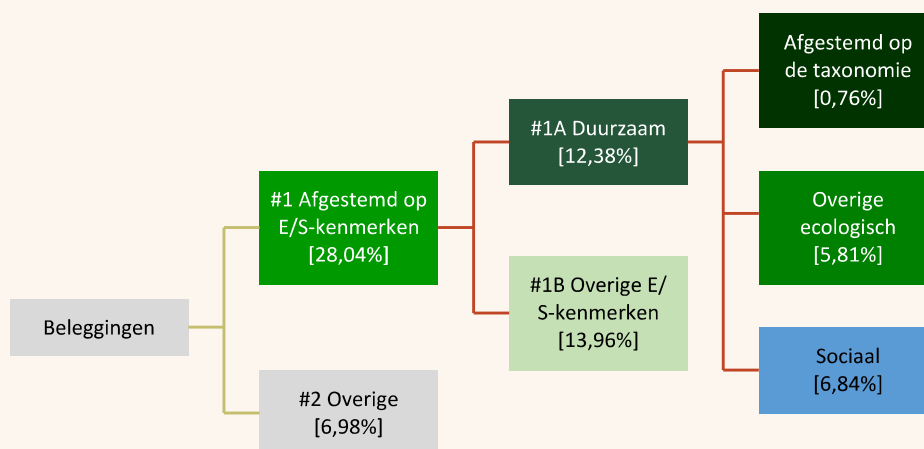 Beleggingen
#1 Afgestemd op
E/S-kenmerken
[28,04%]
#2 Overige
[6,98%]
#1A Duurzaam
[12,38%]
#1B Overige E/
S-kenmerken
[13,96%]
Afgestemd op
de taxonomie
[0,76%]
Overige
ecologisch
[5,81%]
Sociaal
[6,84%]